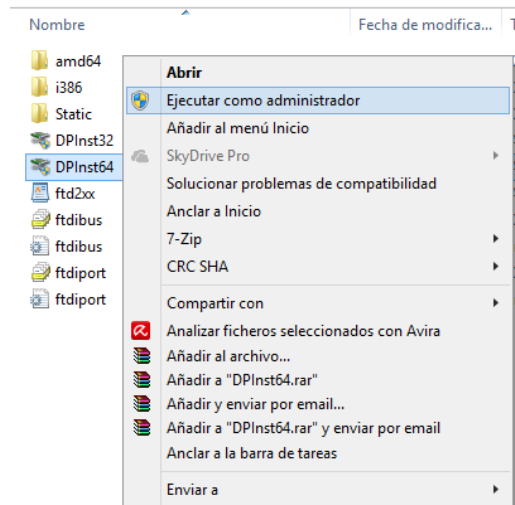 Nombre
Fecha de modifica...
amd64
i386
Static
DPInst32
DPInst64
ftd2xx
ftdibus
ftdibus
ftdiport
ftdiport
Abrir
Ejecutar como administrador
Añadir al menú Inicio
SkyDrive Pro
Solucionar problemas de compatibilidad
Anclar a Inicio
7-Zip
CRC SHA
Compartir con
Analizar ficheros seleccionados con Avira
Añadir al archivo...
Añadir a "DPInst64.rar"
Añadir y enviar por email...
Añadir a "DPInst64.rar" y enviar por email
Anclar a la barra de tareas
Enviar a